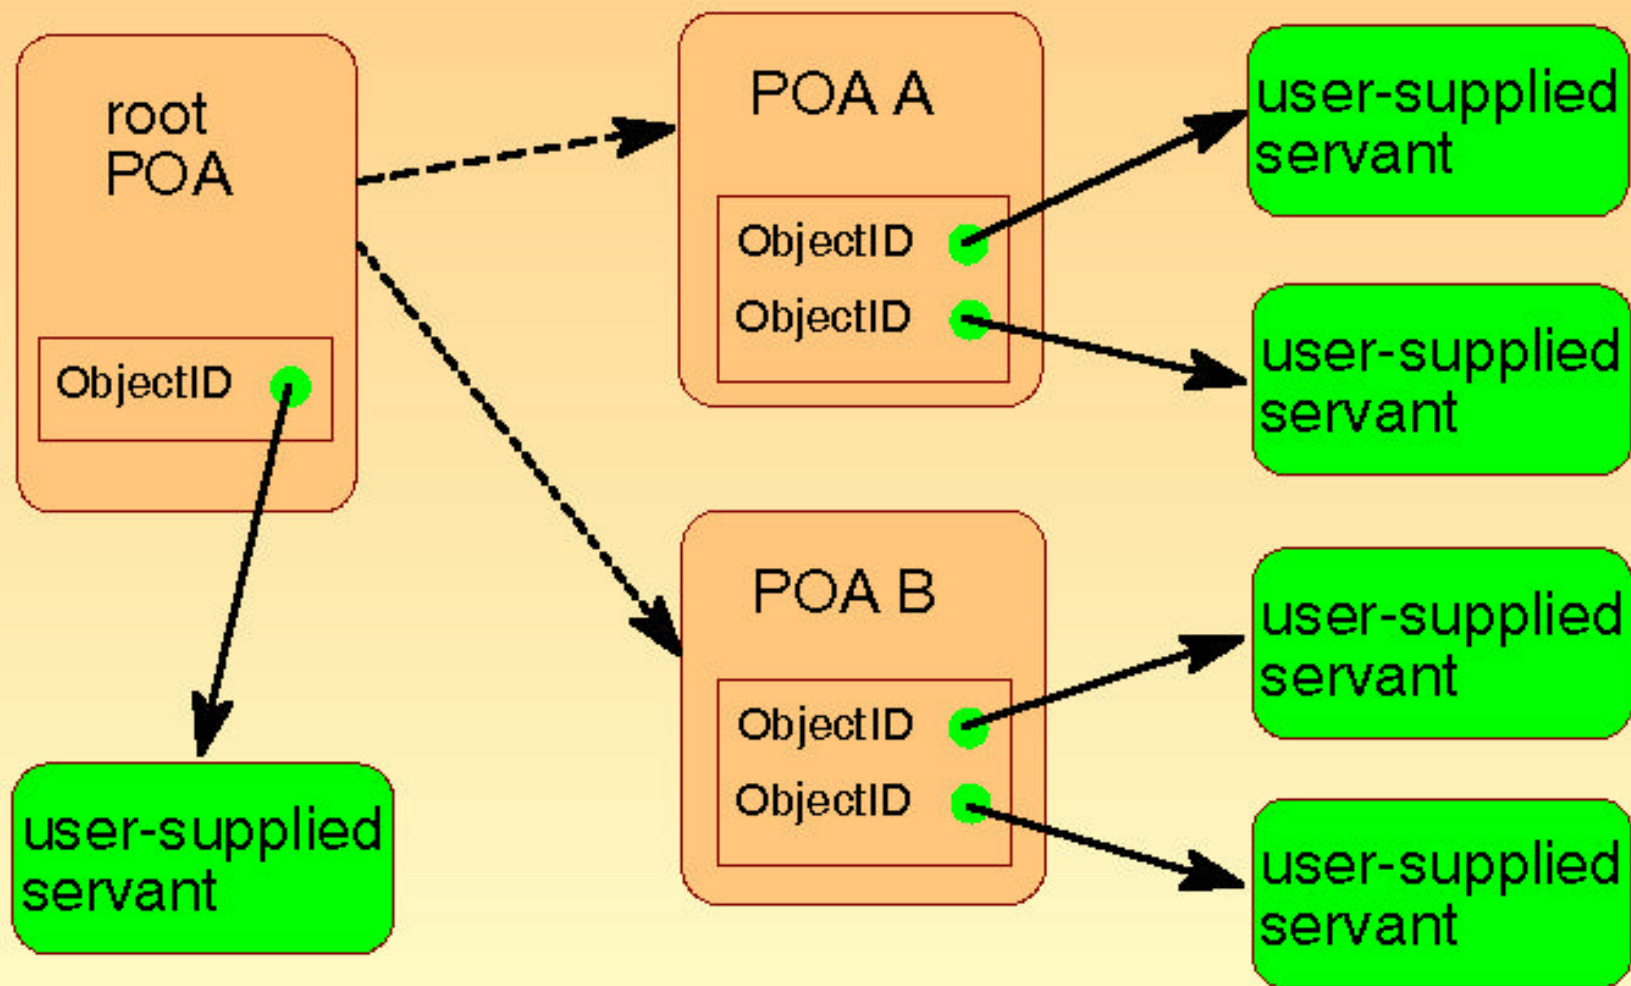 root
POA
ObjectID
user-supplied
servant
POA A
ObjectID
ObjectID
user-supplied
servant
user-supplied
servant
POA B
ObjectID
ObjectID
user-supplied
servant
user-supplied
servant